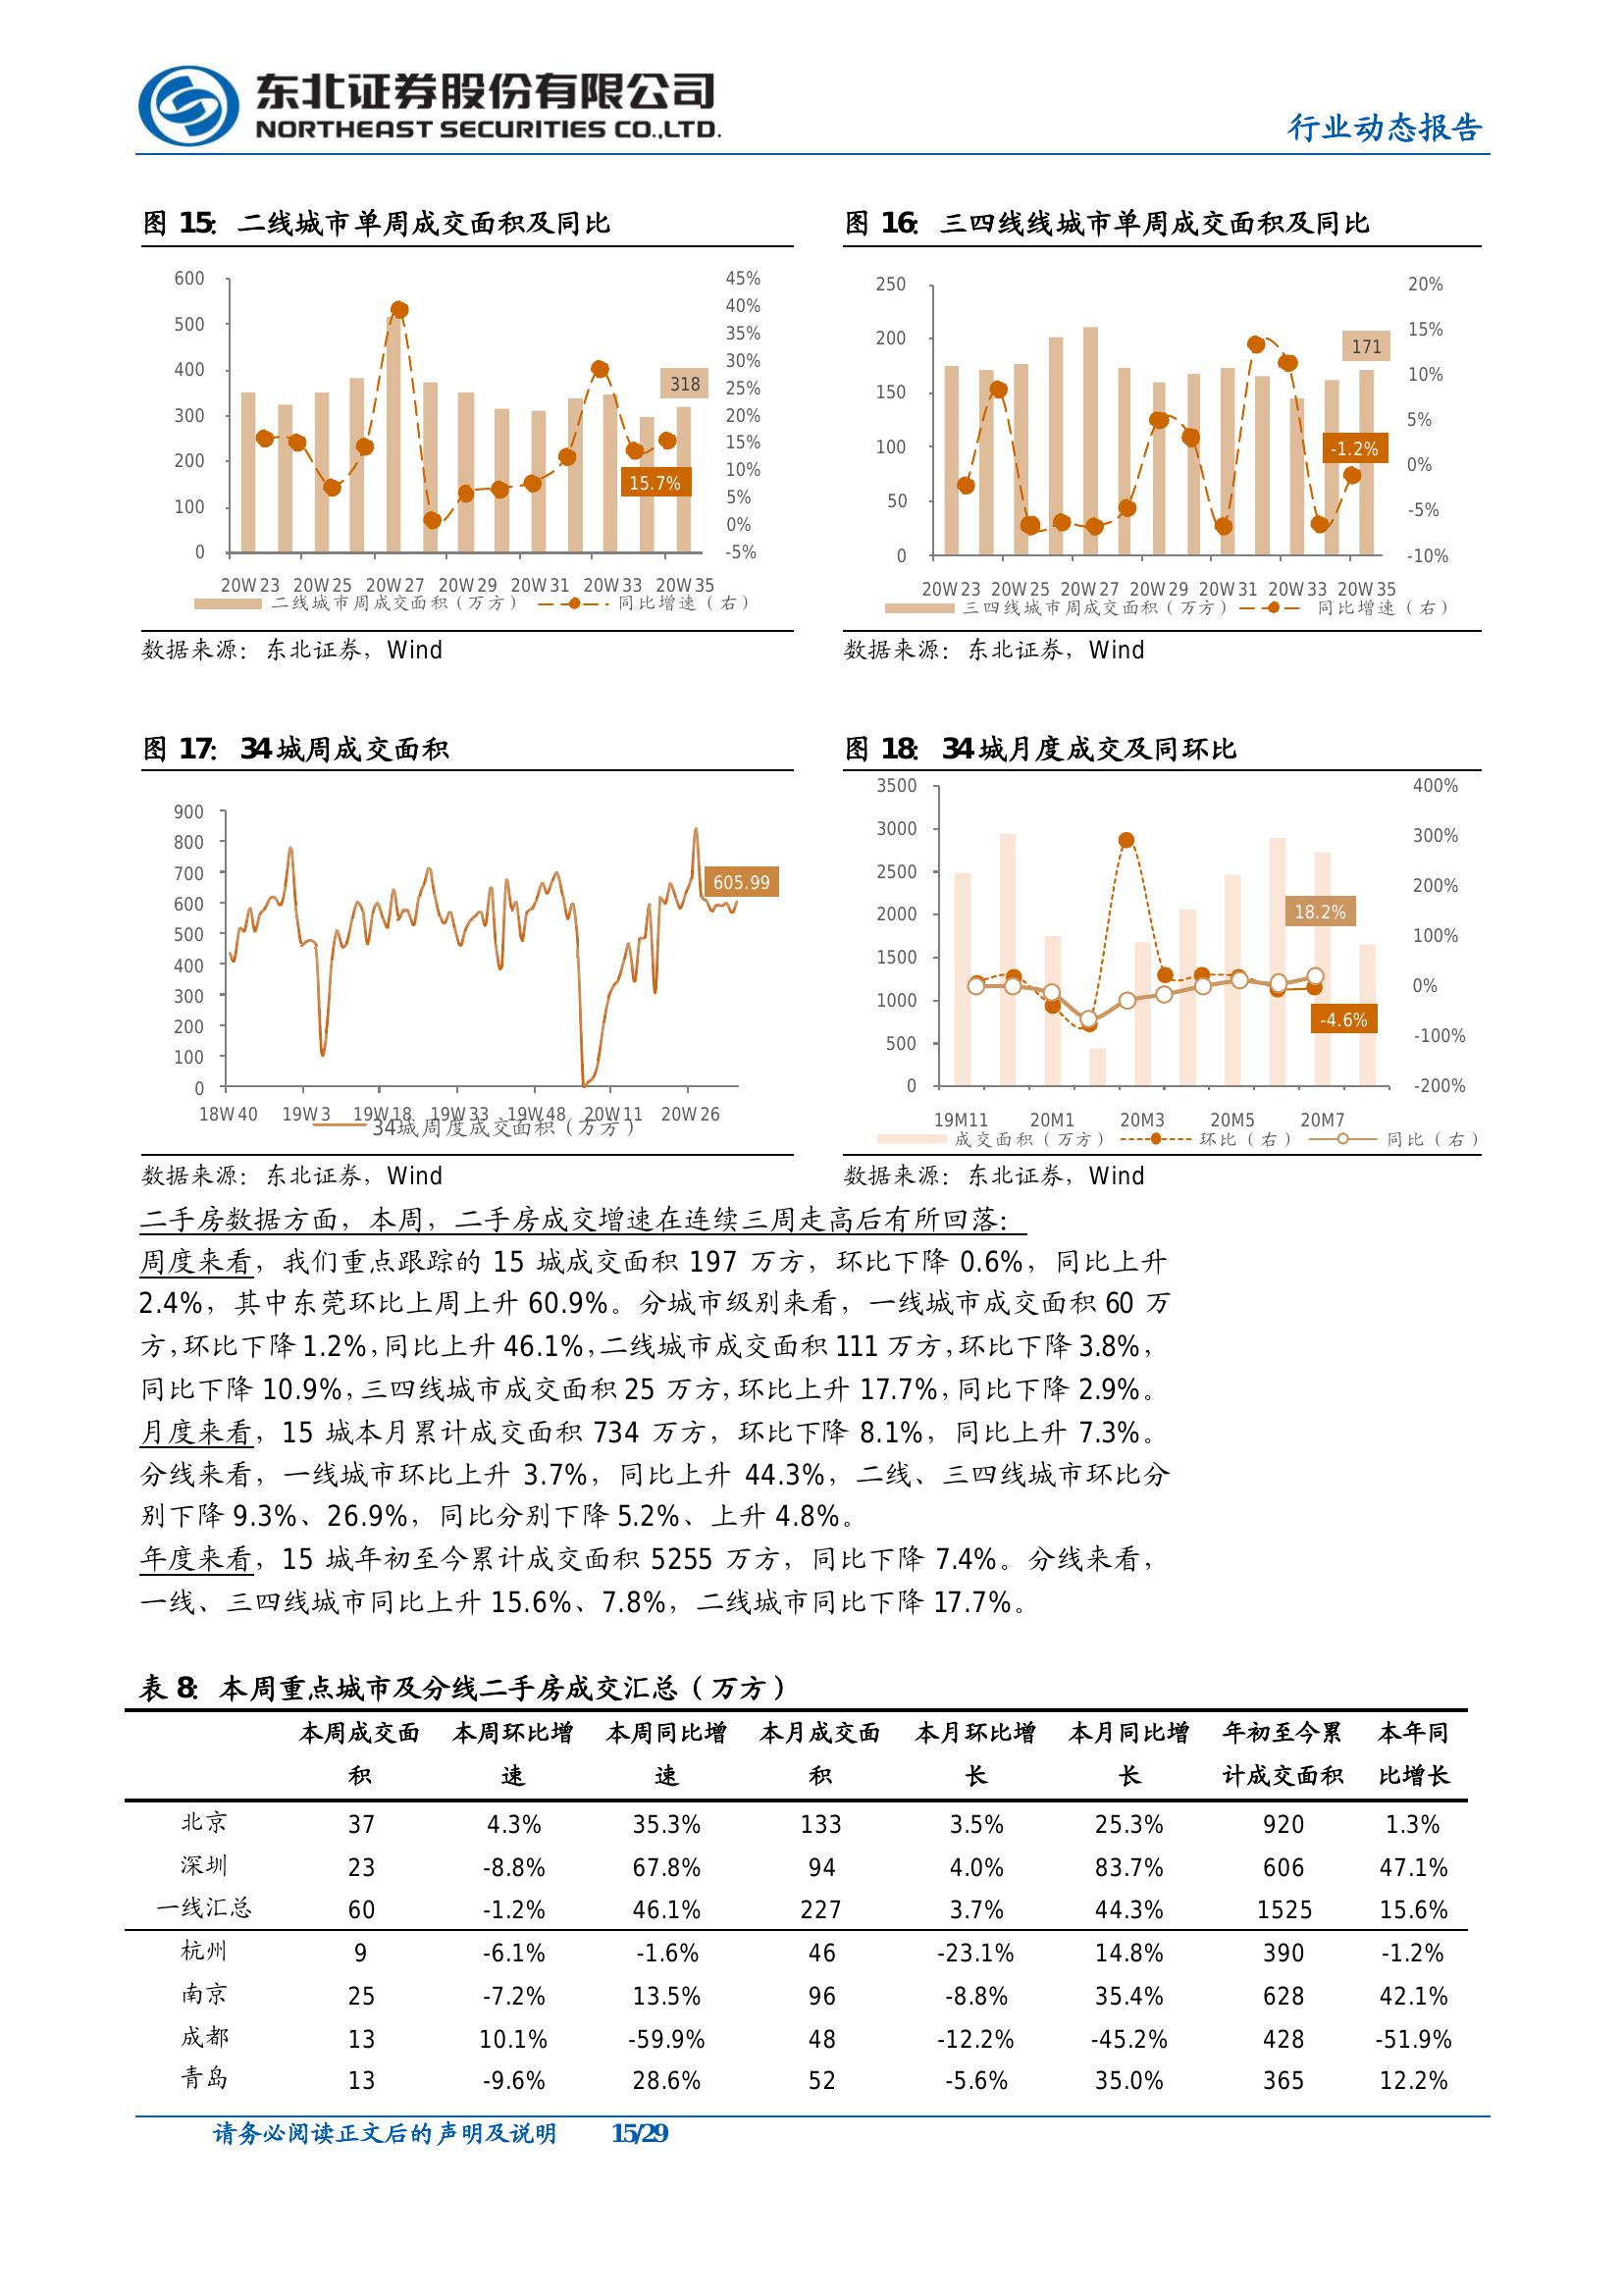 东北证券股份有限公司
NORTHEAST SECURITIES CO.,LTD.
行业动态报告
图 15：二线城市单周成交面积及同比
600
500
400
300
200
100
0
45%
40%
35%
30%
25%
20%
15%
10%
5%
0%
-5%
318
15.7%
20W23 20W25 20W27 20W29 20W31 20W33 20W35
二线城市周成交面积（万方） 同比增速（右）
数据来源：东北证券，Wind
图 16：三四线线城市单周成交面积及同比
250
200
150
100
50
0
20%
15%
10%
5%
0%
-5%
-10%
171
-1.2%
20W23 20W25 20W27 20W29 20W31 20W33 20W35
三四线城市周成交面积（万方） 同比增速（右）
数据来源：东北证券，Wind
图 17：34 城周成交面积
900
800
700
600
500
400
300
200
100
0
605.99
18W40 19W3 19W18 19W33 19W48 20W11 20W26
34城周度成交面积（万方）
数据来源：东北证券，Wind
图 18：34 城月度成交及同环比
3500
3000
2500
2000
1500
1000
500
0
400%
300%
200%
100%
0%
-100%
-200%
18.2%
-4.6%
19M11 20M1 20M3 20M5 20M7
成交面积（万方） 环比（右） 同比（右）
数据来源：东北证券，Wind
二手房数据方面，本周，二手房成交增速在连续三周走高后有所回落：
周度来看，我们重点跟踪的 15 城成交面积 197 万方，环比下降 0.6%，同比上升
2.4%，其中东莞环比上周上升 60.9%。分城市级别来看，一线城市成交面积 60 万
方，环比下降 1.2%，同比上升 46.1%，二线城市成交面积 111 万方，环比下降 3.8%，
同比下降 10.9%，三四线城市成交面积 25 万方，环比上升 17.7%，同比下降 2.9%。
月度来看，15 城本月累计成交面积 734 万方，环比下降 8.1%，同比上升 7.3%。
分线来看，一线城市环比上升 3.7%，同比上升 44.3%，二线、三四线城市环比分
别下降 9.3%、26.9%，同比分别下降 5.2%、上升 4.8%。
年度来看，15 城年初至今累计成交面积 5255 万方，同比下降 7.4%。分线来看，
一线、三四线城市同比上升 15.6%、7.8%，二线城市同比下降 17.7%。
表 8：本周重点城市及分线二手房成交汇总（万方）
本周成交面 本周环比增 本周同比增 本月成交面 本月环比增 本月同比增 年初至今累 本年同
积 速 速 积 长 长 计成交面积 比增长
北京 37 4.3% 35.3% 133 3.5% 25.3% 920 1.3%
深圳 23 -8.8% 67.8% 94 4.0% 83.7% 606 47.1%
一线汇总 60 -1.2% 46.1% 227 3.7% 44.3% 1525 15.6%
杭州 9 -6.1% -1.6% 46 -23.1% 14.8% 390 -1.2%
南京 25 -7.2% 13.5% 96 -8.8% 35.4% 628 42.1%
成都 13 10.1% -59.9% 48 -12.2% -45.2% 428 -51.9%
青岛 13 -9.6% 28.6% 52 -5.6% 35.0% 365 12.2%
请务必阅读正文后的声明及说明 15/29